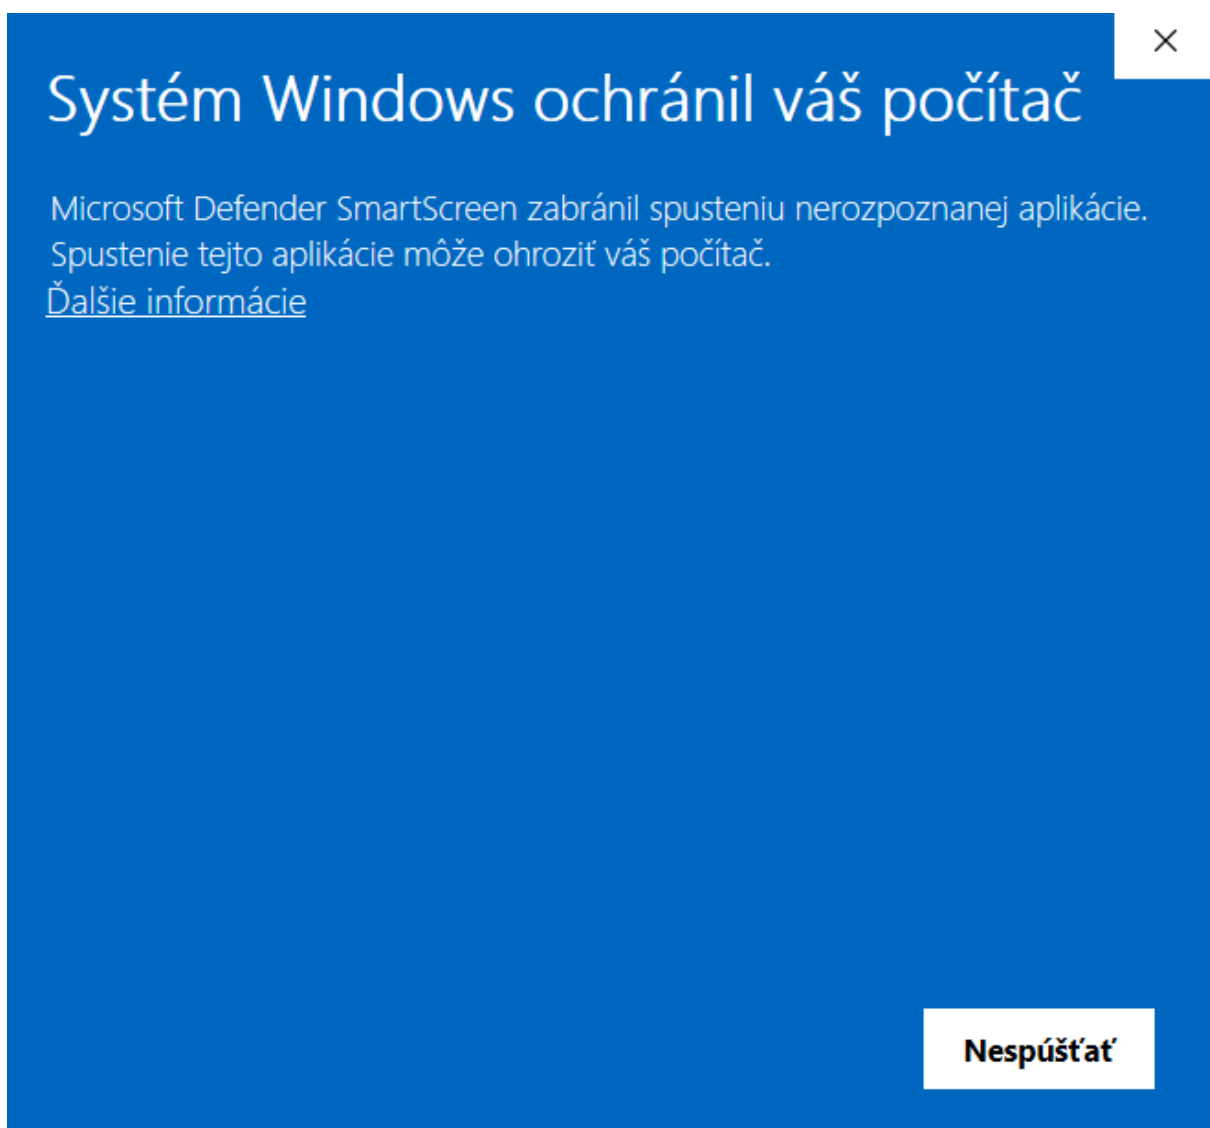 Systém Windows ochránil váš počítač
Microsoft Defender SmartScreen zabránil spusteniu nerozpoznanej aplikácie.
Spustenie tejto aplikácie môže ohroziť váš počítač.
Ďalšie informácie
Nespúšťať